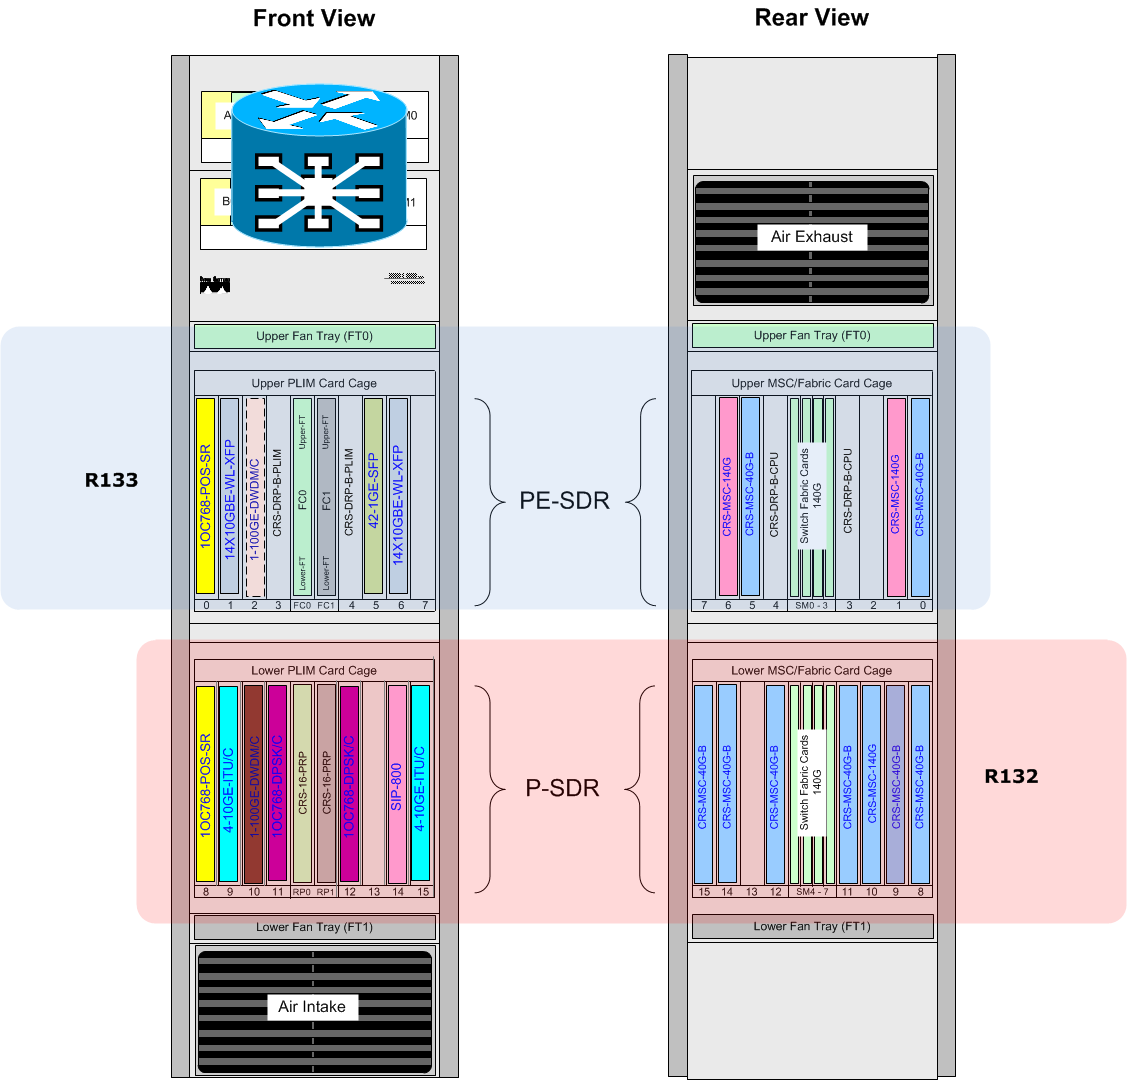 Front View
Rear View
A
M0
B
M1
Air Exhaust
Upper Fan Tray (FT0)
Upper Fan Tray (FT0)
Upper PLIM Card Cage
Upper MSC/Fabric Card Cage
R133
1OC768-POS-SR
14X10GBE-WL-XFP
1-100GE-DWDM/C
CRS-DRP-B-PLIM
Upper-FT
FC0
Lower-FT
Upper-FT
FC1
Lower-FT
CRS-DRP-B-PLIM
42-1GE-SFP
14X10GBE-WL-XFP
PE-SDR
CRS-MSC-140G
CRS-MSC-40G-B
CRS-DRP-B-CPU
Switch Fabric Cards
140G
CRS-DRP-B-CPU
CRS-MSC-140G
CRS-MSC-40G-B
0 1 2 3 FC0 FC1 4 5 6 7
7 6 5 4 SM0 - 3 3 2 1 0
Lower PLIM Card Cage
Lower MSC/Fabric Card Cage
1OC768-POS-SR
4-10GE-ITU/C
1-100GE-DWDM/C
1OC768-DPSK/C
CRS-16-PRP
CRS-16-PRP
1OC768-DPSK/C
SIP-800
4-10GE-ITU/C
P-SDR
CRS-MSC-40G-B
CRS-MSC-40G-B
CRS-MSC-40G-B
Switch Fabric Cards
140G
CRS-MSC-40G-B
CRS-MSC-140G
CRS-MSC-40G-B
CRS-MSC-40G-B
R132
8 9 10 11 RP0 RP1 12 13 14 15
15 14 13 12 SM4 - 7 11 10 9 8
Lower Fan Tray (FT1)
Lower Fan Tray (FT1)
Air Intake